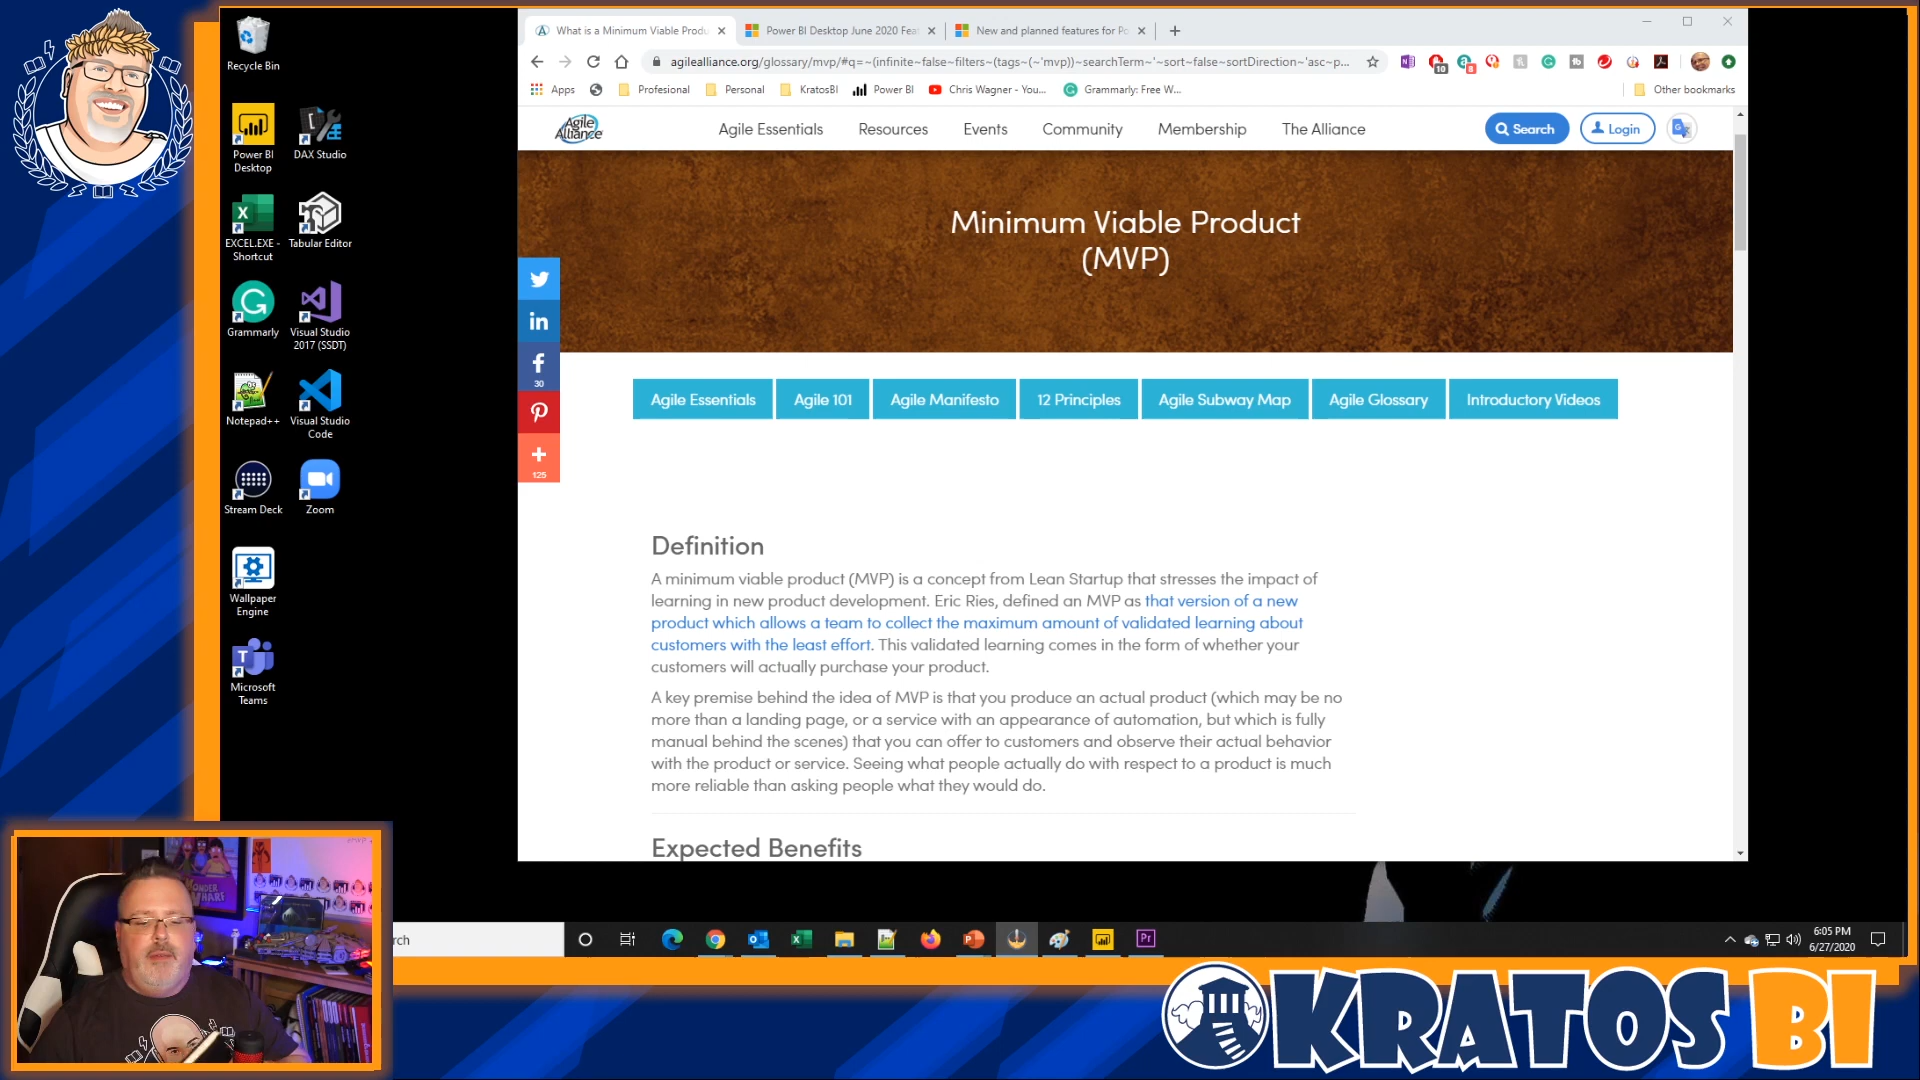 Recycle Bin
Power BI
Desktop
DAX Studio
EXCEL.EXE -
Shortcut
Tabular Editor
Grammarly
Visual Studio
2017 (SSDT)
Notepad++
Visual Studio
Code
Stream Deck
Zoom
Wallpaper
Engine
Microsoft
Teams
What is a Minimum Viable Produ
Power BI Desktop June 2020 Feat
New and planned features for Po
agilealliance.org/glossary/mvp/#q=~(infinite~false~filters~(tags~(~'mvp))~searchTerm~'~sort~false~sortDirection~'asc~p...
10
8
Apps
Profesional
Personal
KratosBI
Power BI
Chris Wagner - You...
Grammarly: Free W...
Other bookmarks
Agile
Alliance
Agile Essentials
Resources
Events
Community
Membership
The Alliance
Search
Login
Minimum Viable Product
(MVP)
30
125
Agile Essentials
Agile 101
Agile Manifesto
12 Principles
Agile Subway Map
Agile Glossary
Introductory Videos
Definition
A minimum viable product (MVP) is a concept from Lean Startup that stresses the impact of
learning in new product development. Eric Ries, defined an MVP as that version of a new
product which allows a team to collect the maximum amount of validated learning about
customers with the least effort. This validated learning comes in the form of whether your
customers will actually purchase your product.
A key premise behind the idea of MVP is that you produce an actual product (which may be no
more than a landing page, or a service with an appearance of automation, but which is fully
manual behind the scenes) that you can offer to customers and observe their actual behavior
with the product or service. Seeing what people actually do with respect to a product is much
more reliable than asking people what they would do.
Expected Benefits
rch
6:05 PM
6/27/2020
KRATOS BI